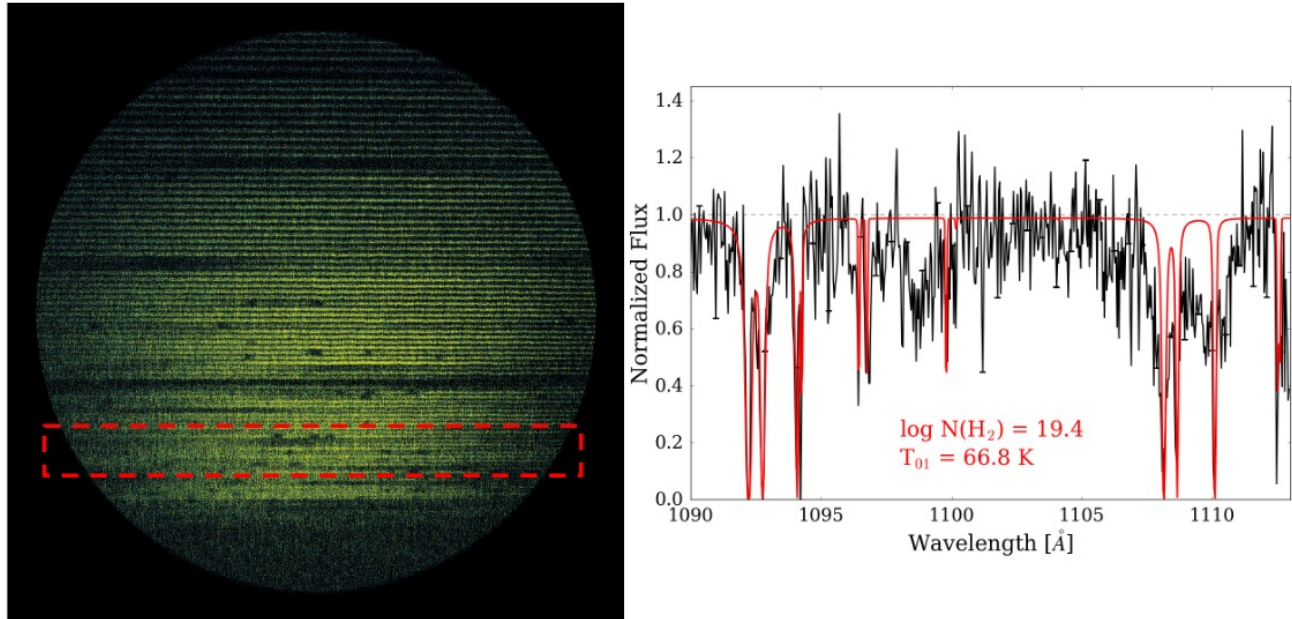 1.4
1.2
1.0
0.8
0.6
0.4
0.2
0.0
Normalized Flux
log N(H₂) = 19.4
T₀₁ = 66.8 K
1090 1095 1100 1105 1110
Wavelength [Å]